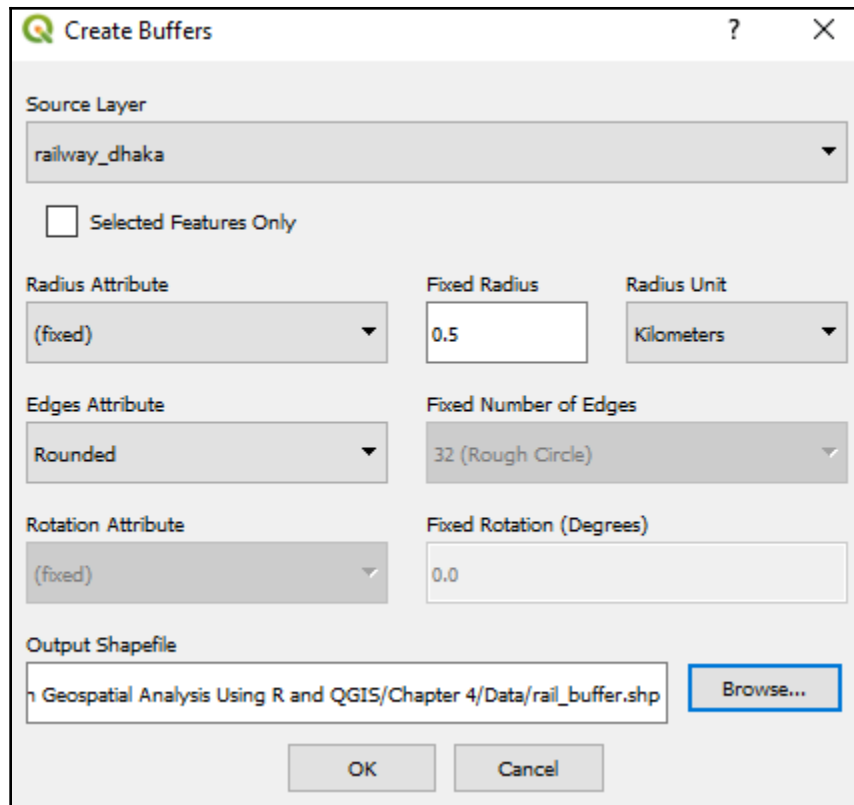 Create Buffers
?
Source Layer
railway_dhaka
Selected Features Only
Radius Attribute Fixed Radius Radius Unit
(fixed) 0.5 Kilometers
Edges Attribute Fixed Number of Edges
Rounded 32 (Rough Circle)
Rotation Attribute Fixed Rotation (Degrees)
(fixed) 0.0
Output Shapefile
Geospatial Analysis Using R and QGIS/Chapter 4/Data/rail_buffer.shp Browse...
OK Cancel